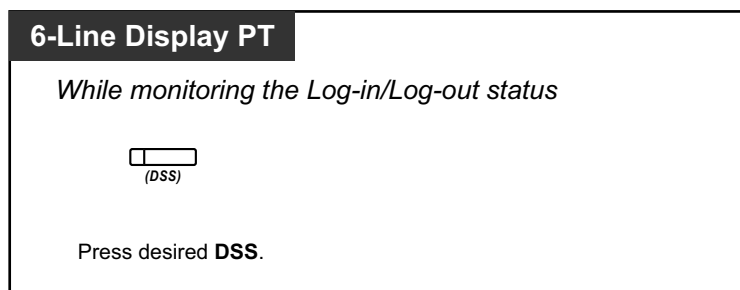 6-Line Display PT
While monitoring the Log-in/Log-out status
(DSS)
Press desired DSS.